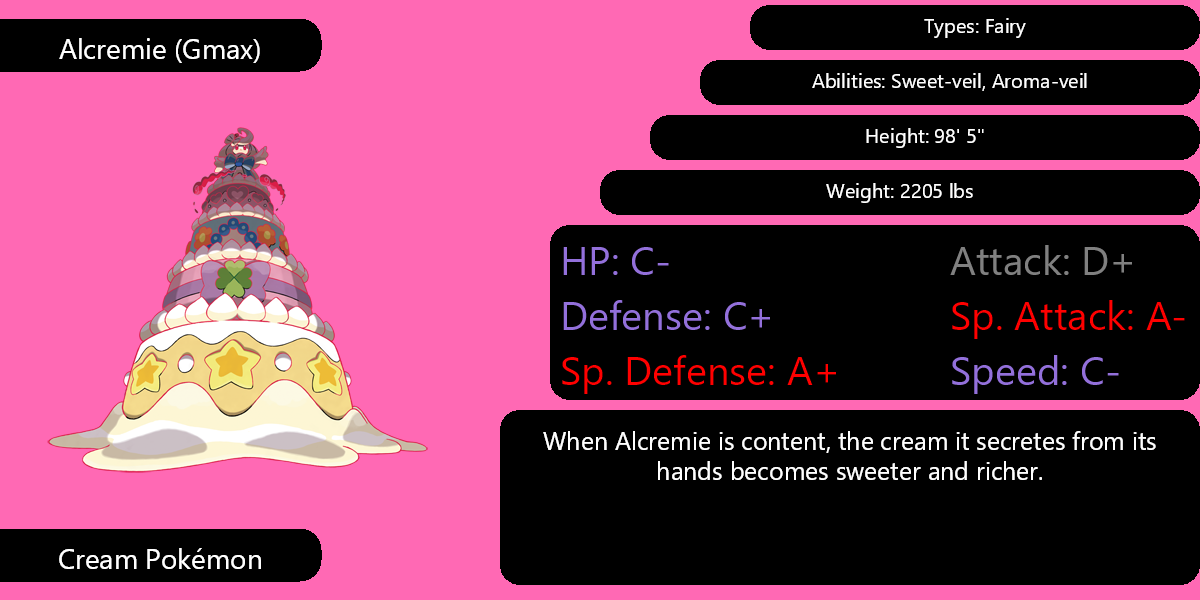 Alcremie (Gmax)
Types: Fairy
Abilities: Sweet-veil, Aroma-veil
Height: 98' 5"
Weight: 2205 lbs
HP: C-
Attack: D+
Defense: C+
Sp. Attack: A-
Sp. Defense: A+
Speed: C-
When Alcremie is content, the cream it secretes from its
hands becomes sweeter and richer.
Cream Pokémon